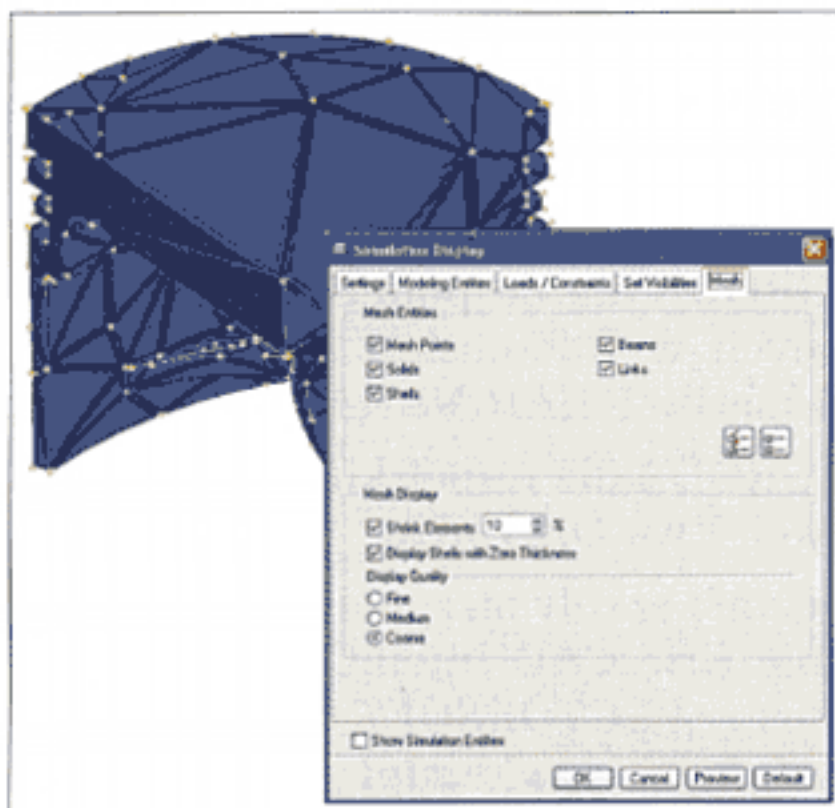 Simulation Display
Settings Modeling Entities Loads / Constraints Set Visibilities Mesh
Mesh Entities
Mesh Points Beams
Solids Links
Shells
Mesh Display
Shrink Elements 10 %
Display Shells with Zero Thickness
Display Quality
Fine
Medium
Coarse
Show Simulation Entities
OK Cancel Preview Default